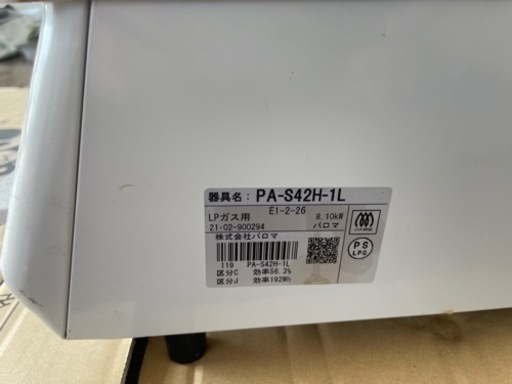 器具名： PA-S42H-1L
E1-2-26
LPガス用 8.10kW
21-02-900294 パロマ
株式会社パロマ
119 PA-S42H-1L
区分C 効率56.3%
区分J 効率192Wh
PS
LPG